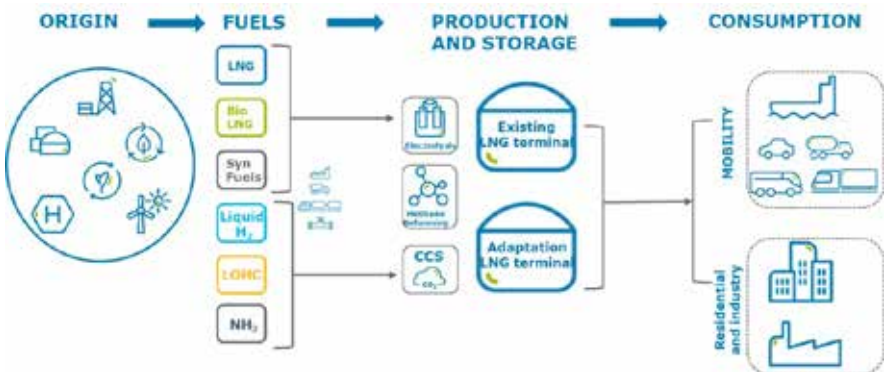 ORIGIN
FUELS
PRODUCTION
AND STORAGE
CONSUMPTION
LNG
Bio
LNG
Syn
Fuels
Liquid
H₂
LOHC
NH₂
H
Electrolysis
Methane
Reforming
CCS
CO₂
Existing
LNG terminal
Adaptation
LNG terminal
MOBILITY
Residential
and industry